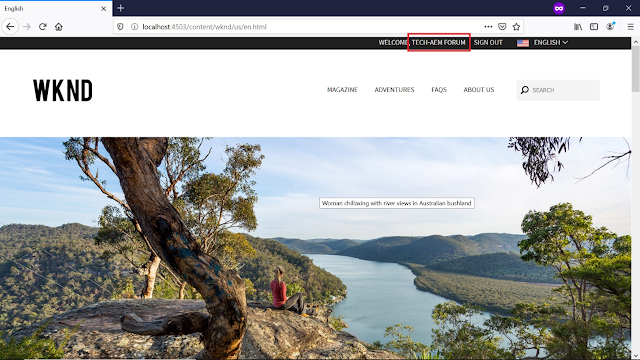 English
localhost:4503/content/wknd/us/en.html
WELCOME, TECH-AEM FORUM SIGN OUT ENGLISH
WKND
MAGAZINE ADVENTURES FAQS ABOUT US SEARCH
Woman chillaxing with river views in Australian bushland